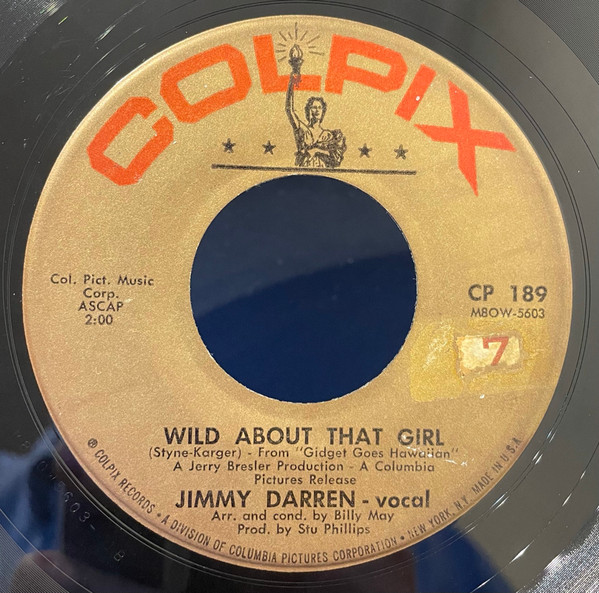 COLPIX
Col. Pict. Music
Corp.
ASCAP
2:00
CP 189
M8OW-5603
7
WILD ABOUT THAT GIRL
(Styne-Karger) - From "Gidget Goes Hawaiian"
A Jerry Bresler Production - A Columbia
Pictures Release
JIMMY DARREN - vocal
Arr. and cond. by Billy May
Prod. by Stu Phillips
® COLPIX RECORDS • A DIVISION OF COLUMBIA PICTURES CORPORATION • NEW YORK, N.Y. MADE IN U.S.A.